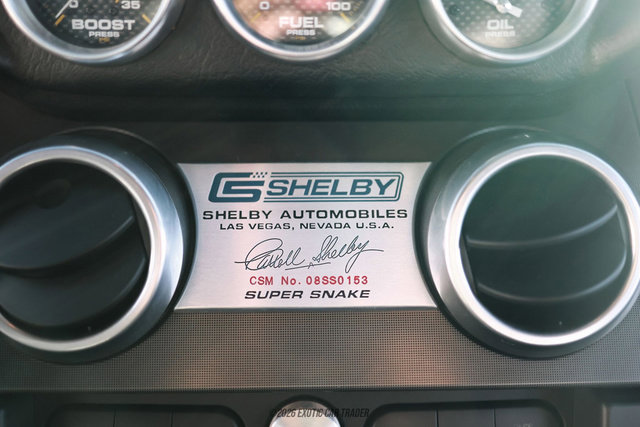 35
BOOST
PRESS
0 100
FUEL
PRESS
OIL
PRESS
CS SHELBY
SHELBY AUTOMOBILES
LAS VEGAS, NEVADA U.S.A.
Carroll Shelby
CSM No. 08SS0153
SUPER SNAKE
©2026 EXOTIC CAR TRADER